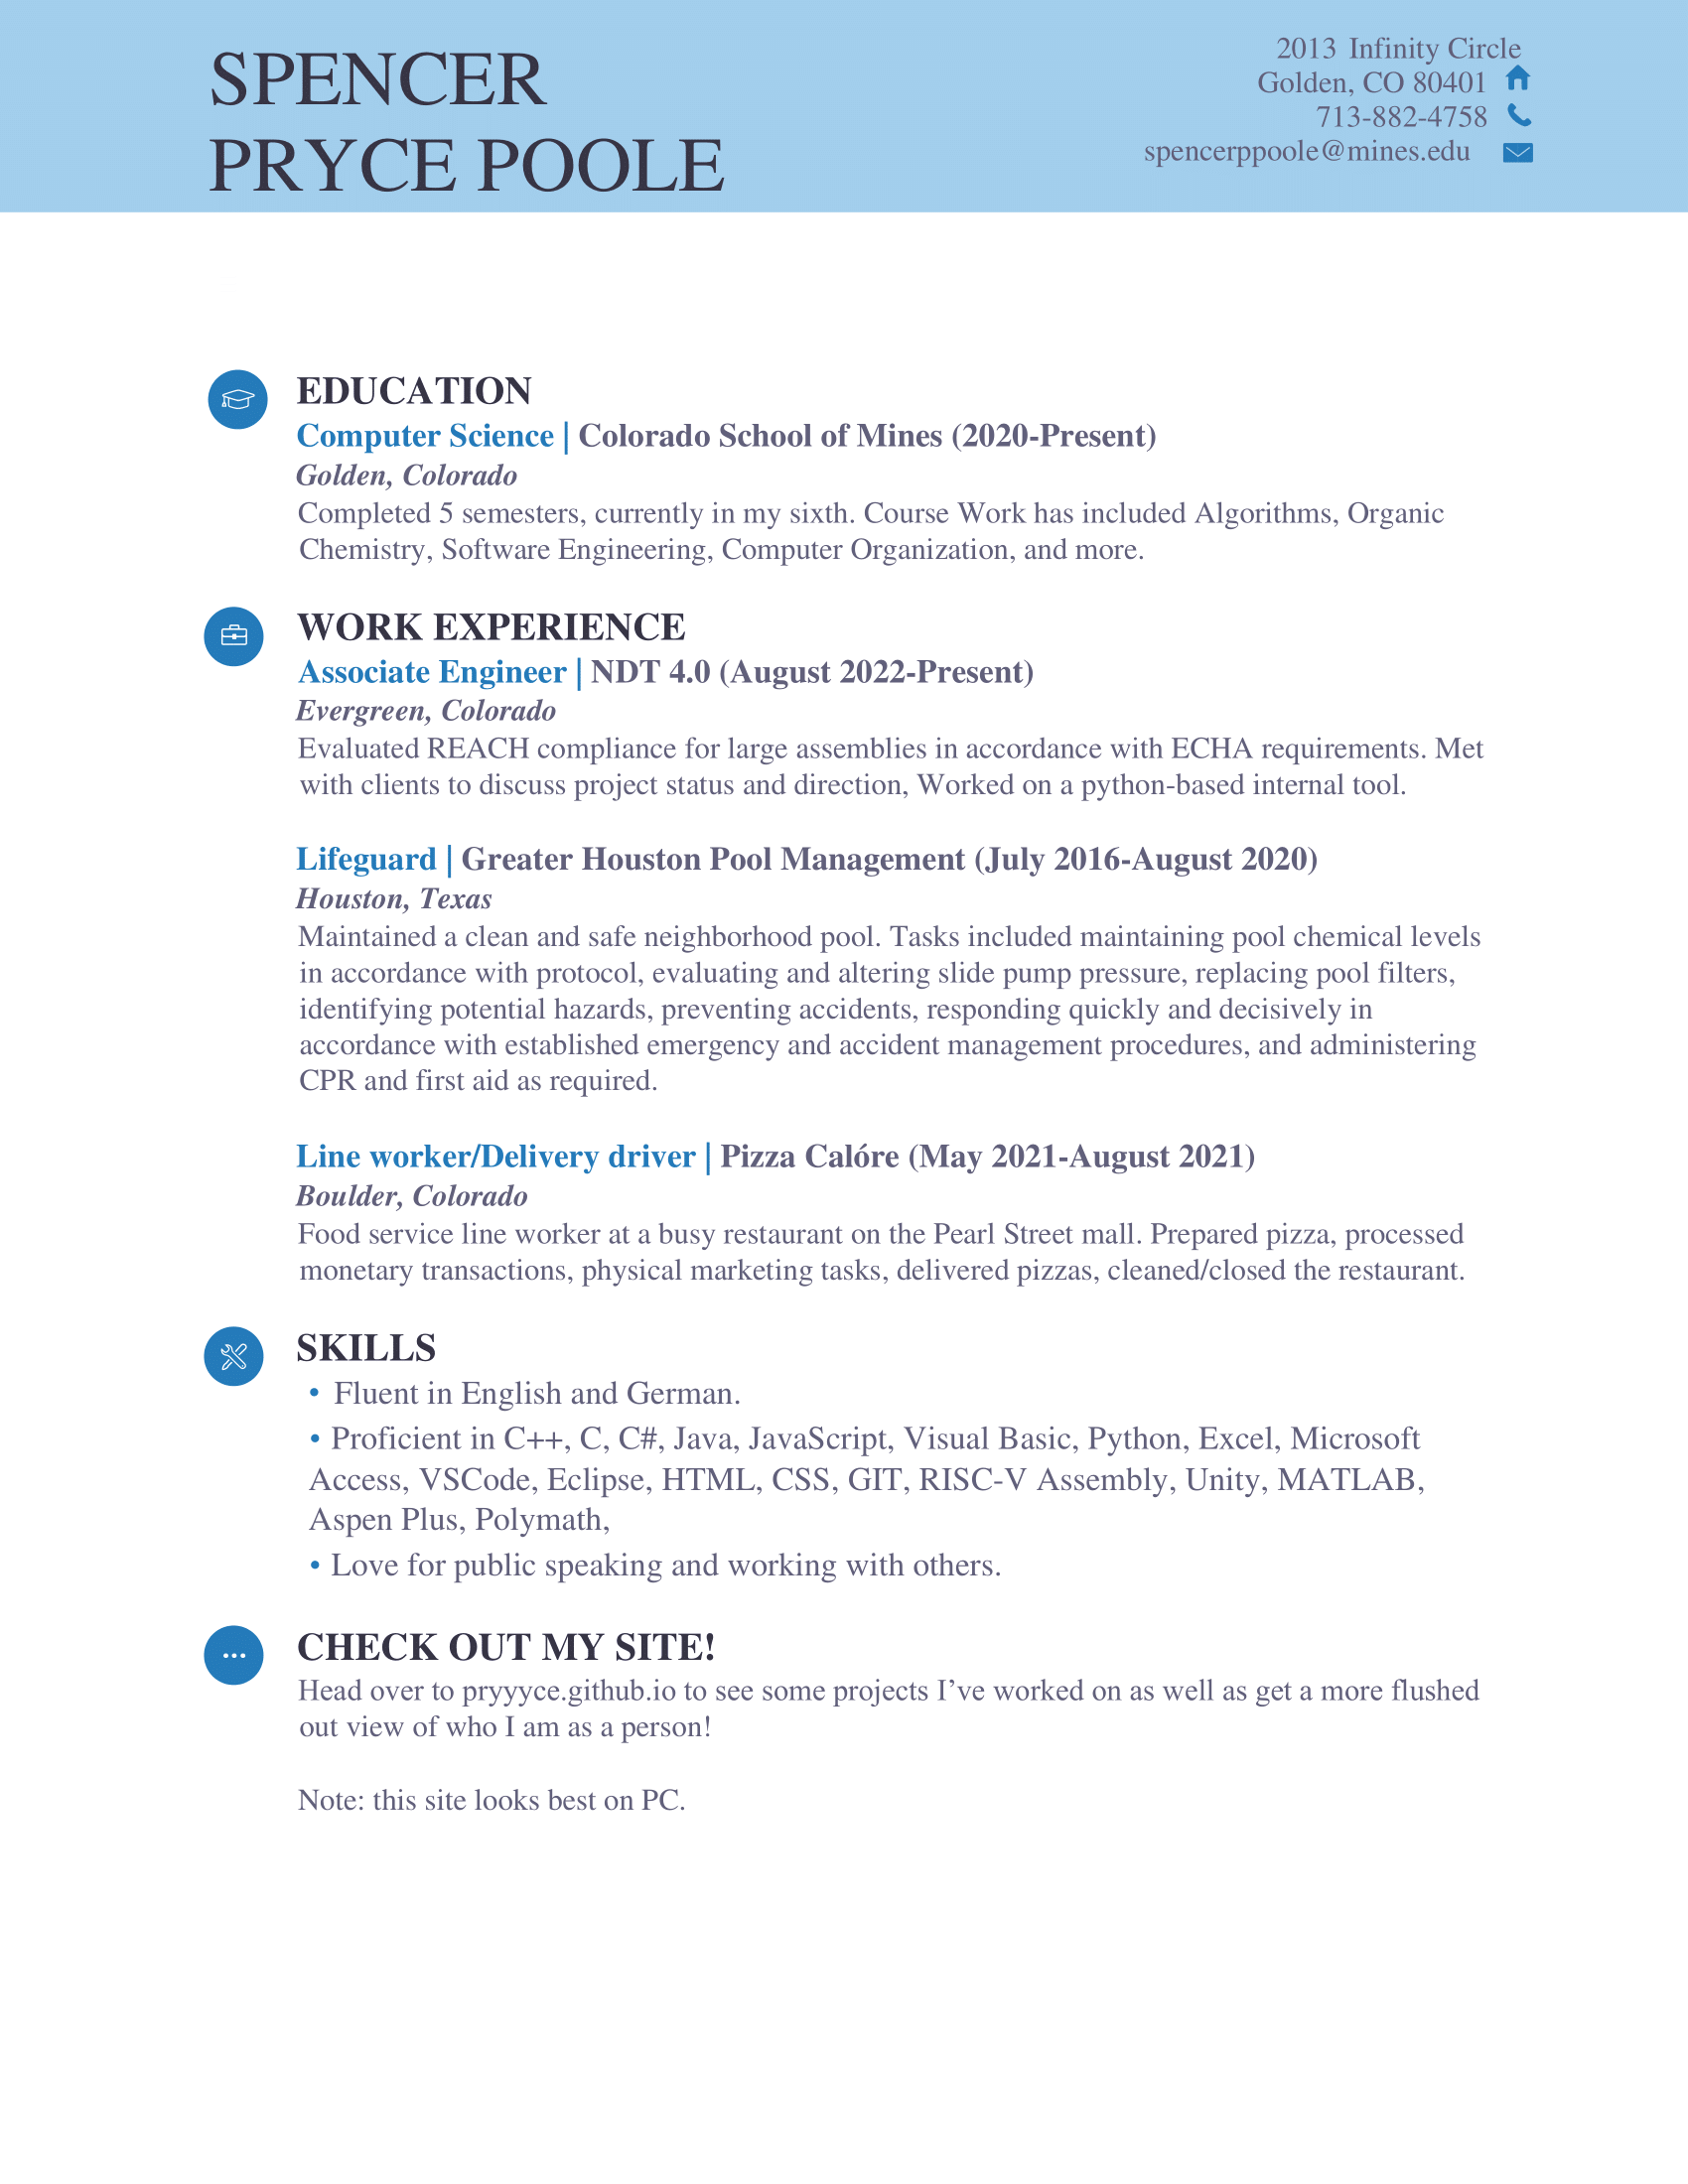 SPENCER
PRYCE POOLE
2013 Infinity Circle
Golden, CO 80401
713-882-4758
spencerppoole@mines.edu
EDUCATION
Computer Science | Colorado School of Mines (2020-Present)
Golden, Colorado
Completed 5 semesters, currently in my sixth. Course Work has included Algorithms, Organic
Chemistry, Software Engineering, Computer Organization, and more.
WORK EXPERIENCE
Associate Engineer | NDT 4.0 (August 2022-Present)
Evergreen, Colorado
Evaluated REACH compliance for large assemblies in accordance with ECHA requirements. Met
with clients to discuss project status and direction, Worked on a python-based internal tool.
Lifeguard | Greater Houston Pool Management (July 2016-August 2020)
Houston, Texas
Maintained a clean and safe neighborhood pool. Tasks included maintaining pool chemical levels
in accordance with protocol, evaluating and altering slide pump pressure, replacing pool filters,
identifying potential hazards, preventing accidents, responding quickly and decisively in
accordance with established emergency and accident management procedures, and administering
CPR and first aid as required.
Line worker/Delivery driver | Pizza Calóre (May 2021-August 2021)
Boulder, Colorado
Food service line worker at a busy restaurant on the Pearl Street mall. Prepared pizza, processed
monetary transactions, physical marketing tasks, delivered pizzas, cleaned/closed the restaurant.
SKILLS
• Fluent in English and German.
• Proficient in C++, C, C#, Java, JavaScript, Visual Basic, Python, Excel, Microsoft
Access, VSCode, Eclipse, HTML, CSS, GIT, RISC-V Assembly, Unity, MATLAB,
Aspen Plus, Polymath,
• Love for public speaking and working with others.
CHECK OUT MY SITE!
Head over to pryyyce.github.io to see some projects I’ve worked on as well as get a more flushed
out view of who I am as a person!
Note: this site looks best on PC.